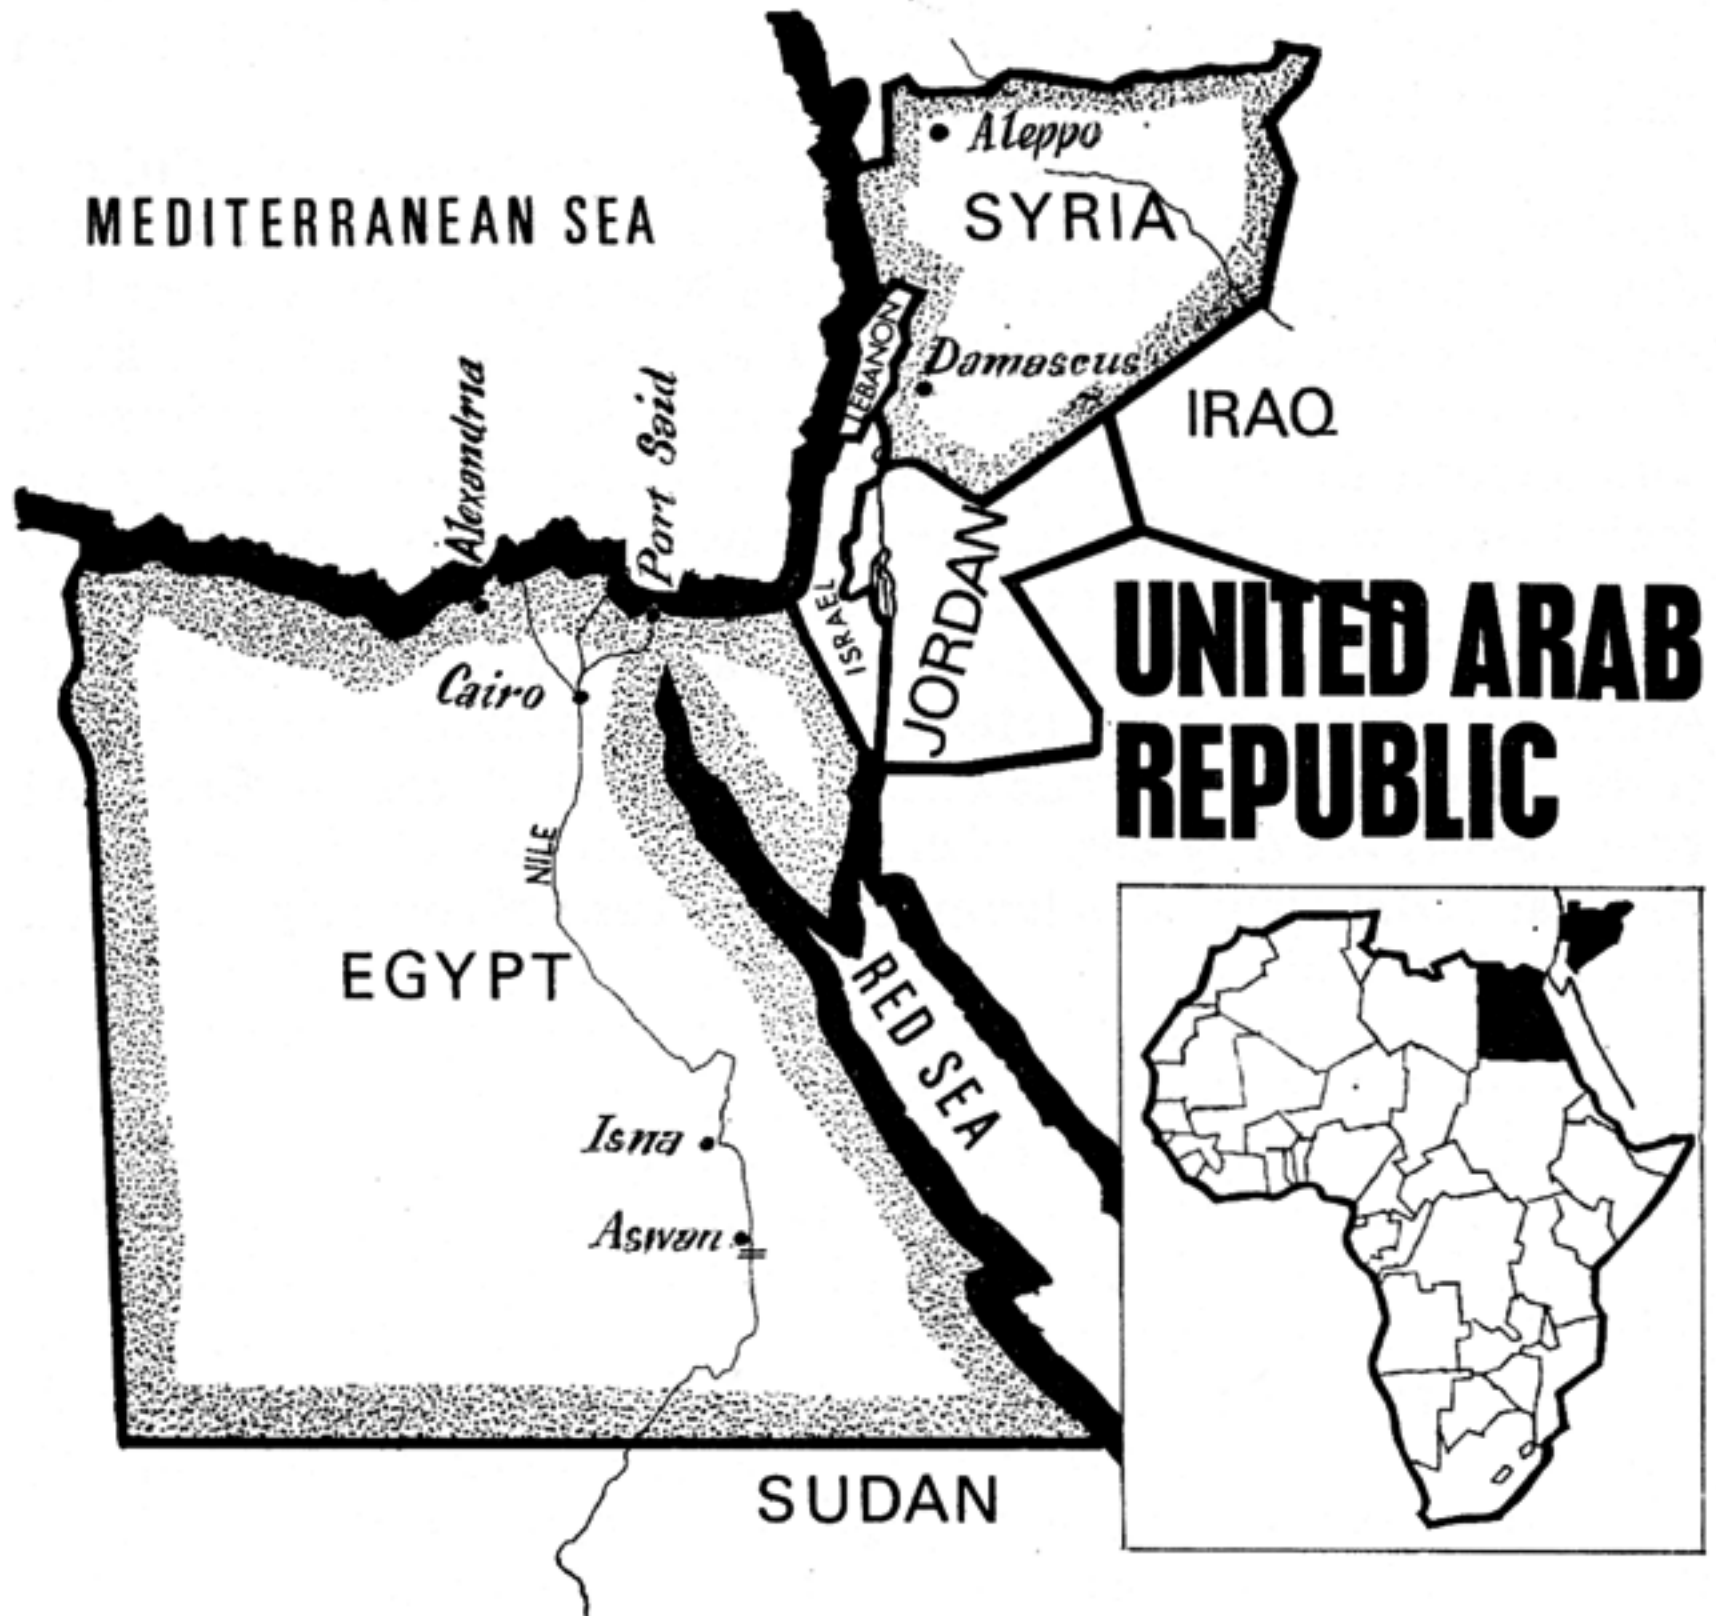 Aleppo
MEDITERRANEAN SEA
SYRIA
LEBANON
Damascus
Alexandria
Port Said
IRAQ
ISRAEL
JORDAN
UNITED ARAB
REPUBLIC
Cairo
NILE
EGYPT
RED SEA
Isna
Aswan
SUDAN